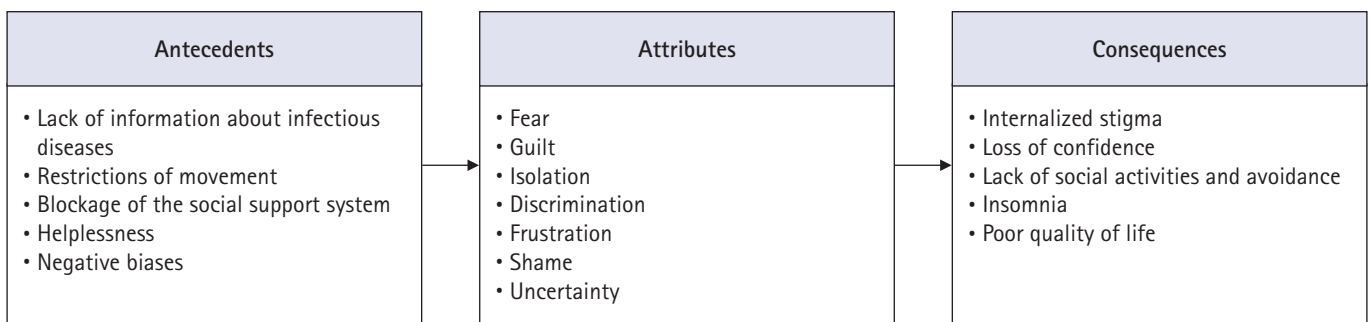 Antecedents
• Lack of information about infectious
diseases
• Restrictions of movement
• Blockage of the social support system
• Helplessness
• Negative biases
Attributes
• Fear
• Guilt
• Isolation
• Discrimination
• Frustration
• Shame
• Uncertainty
Consequences
• Internalized stigma
• Loss of confidence
• Lack of social activities and avoidance
• Insomnia
• Poor quality of life